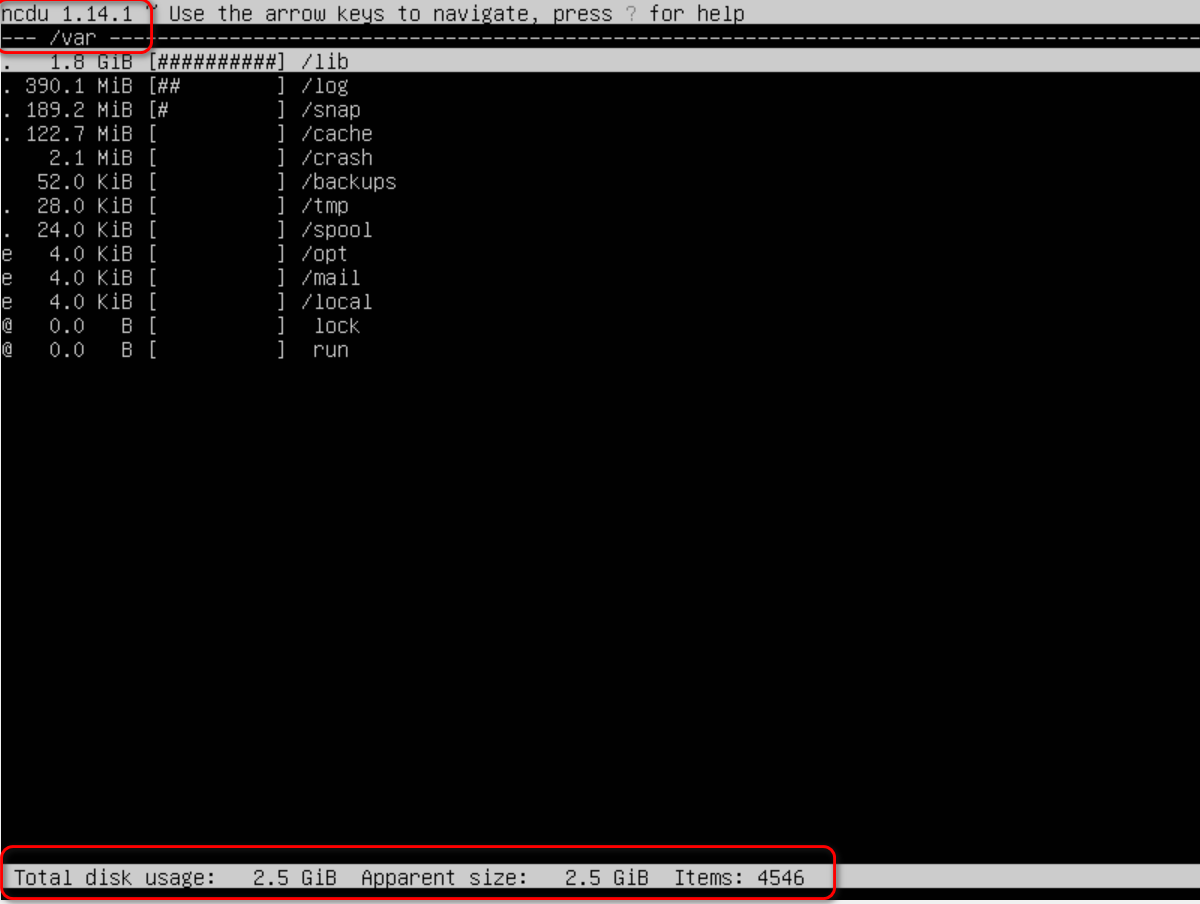 ncdu 1.14.1 ~ Use the arrow keys to navigate, press ? for help
--- /var ----------------------------------------------------------------------------------------
.   1.8 GiB [##########] /lib
. 390.1 MiB [##        ] /log
. 189.2 MiB [#         ] /snap
. 122.7 MiB [          ] /cache
    2.1 MiB [          ] /crash
   52.0 KiB [          ] /backups
.  28.0 KiB [          ] /tmp
.  24.0 KiB [          ] /spool
e   4.0 KiB [          ] /opt
e   4.0 KiB [          ] /mail
e   4.0 KiB [          ] /local
@   0.0   B [          ]  lock
@   0.0   B [          ]  run
Total disk usage:   2.5 GiB  Apparent size:   2.5 GiB  Items: 4546